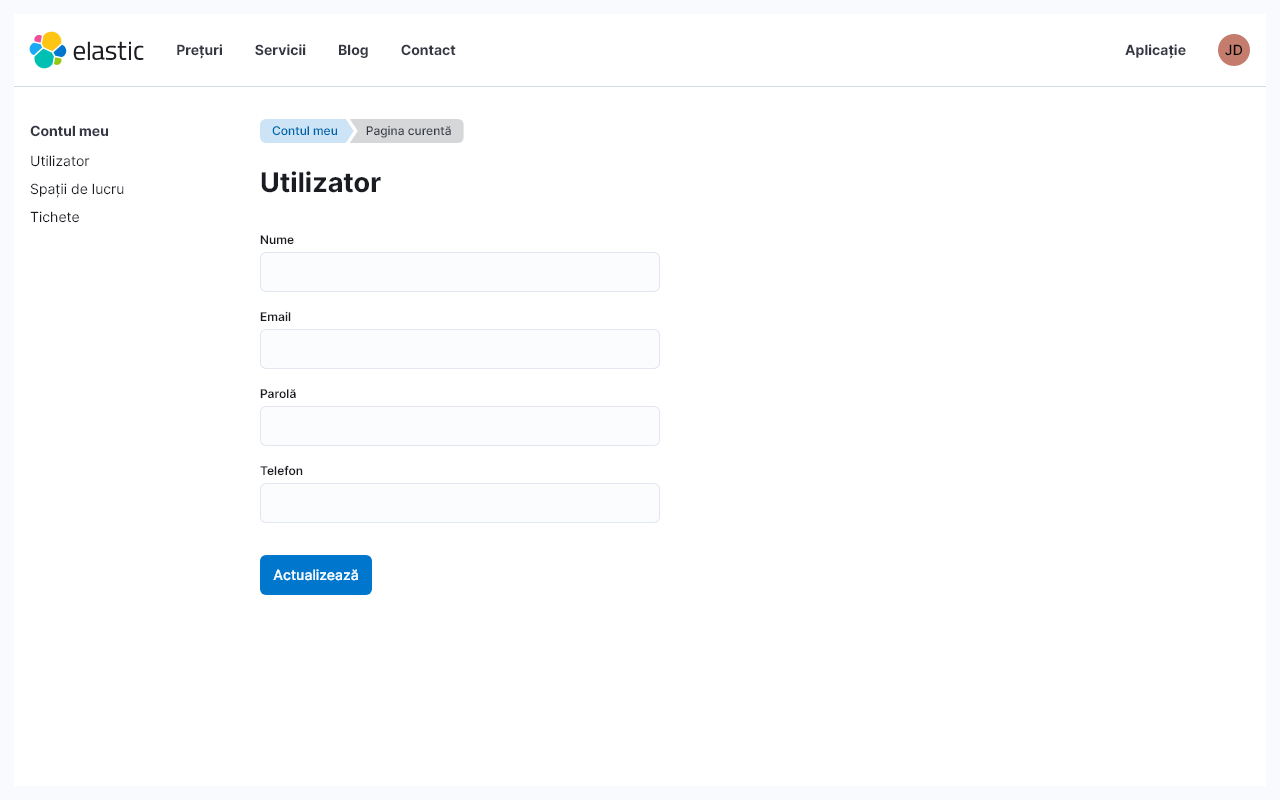 elastic Prețuri Servicii Blog Contact Aplicație JD
Contul meu
Utilizator
Spații de lucru
Tichete
Contul meu Pagina curentă
Utilizator
Nume
Email
Parolă
Telefon
Actualizează